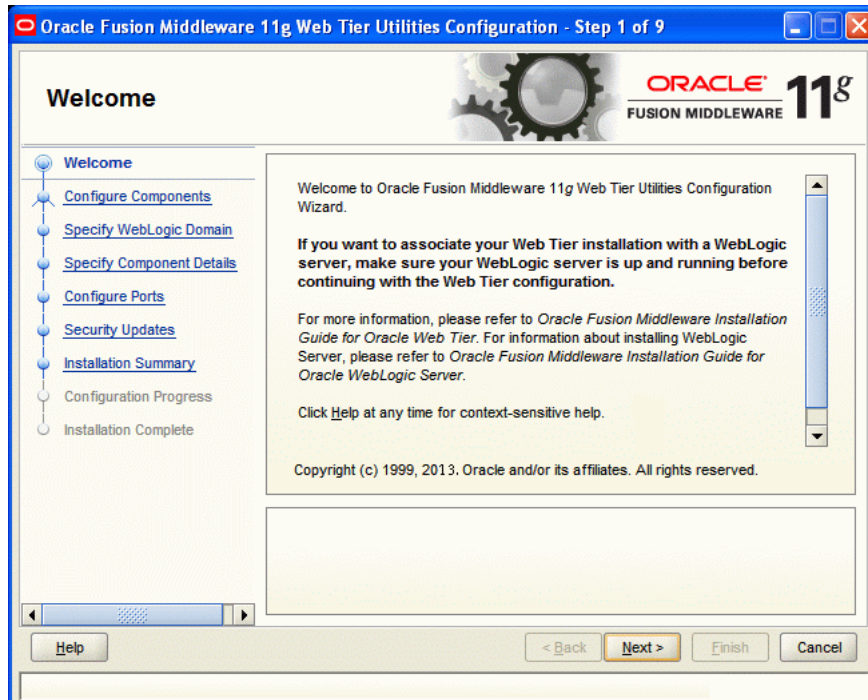 Oracle Fusion Middleware 11g Web Tier Utilities Configuration - Step 1 of 9
Welcome
ORACLE
FUSION MIDDLEWARE
11g
Welcome
Configure Components
Specify WebLogic Domain
Specify Component Details
Configure Ports
Security Updates
Installation Summary
Configuration Progress
Installation Complete
Welcome to Oracle Fusion Middleware 11g Web Tier Utilities Configuration
Wizard.
If you want to associate your Web Tier installation with a WebLogic
server, make sure your WebLogic server is up and running before
continuing with the Web Tier configuration.
For more information, please refer to Oracle Fusion Middleware Installation
Guide for Oracle Web Tier. For information about installing WebLogic
Server, please refer to Oracle Fusion Middleware Installation Guide for
Oracle WebLogic Server.
Click Help at any time for context-sensitive help.
Copyright (c) 1999, 2013. Oracle and/or its affiliates. All rights reserved.
Help
< Back
Next >
Finish
Cancel